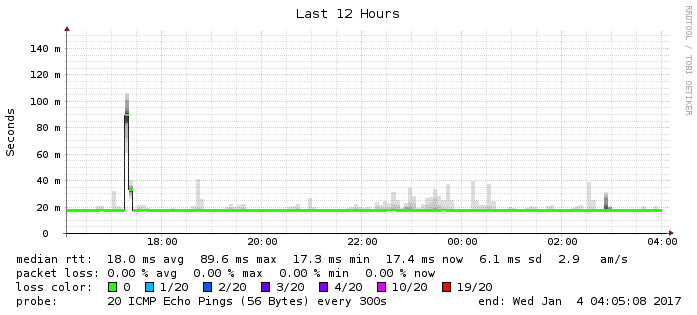 Last 12 Hours
RRDTOOL / TOBI OETIKER
Seconds
140 m
120 m
100 m
80 m
60 m
40 m
20 m
0
18:00 20:00 22:00 00:00 02:00 04:00
median rtt: 18.0 ms avg 89.6 ms max 17.3 ms min 17.4 ms now 6.1 ms sd 2.9 am/s
packet loss: 0.00 % avg 0.00 % max 0.00 % min 0.00 % now
loss color: 0 1/20 2/20 3/20 4/20 10/20 19/20
probe: 20 ICMP Echo Pings (56 Bytes) every 300s end: Wed Jan 4 04:05:08 2017